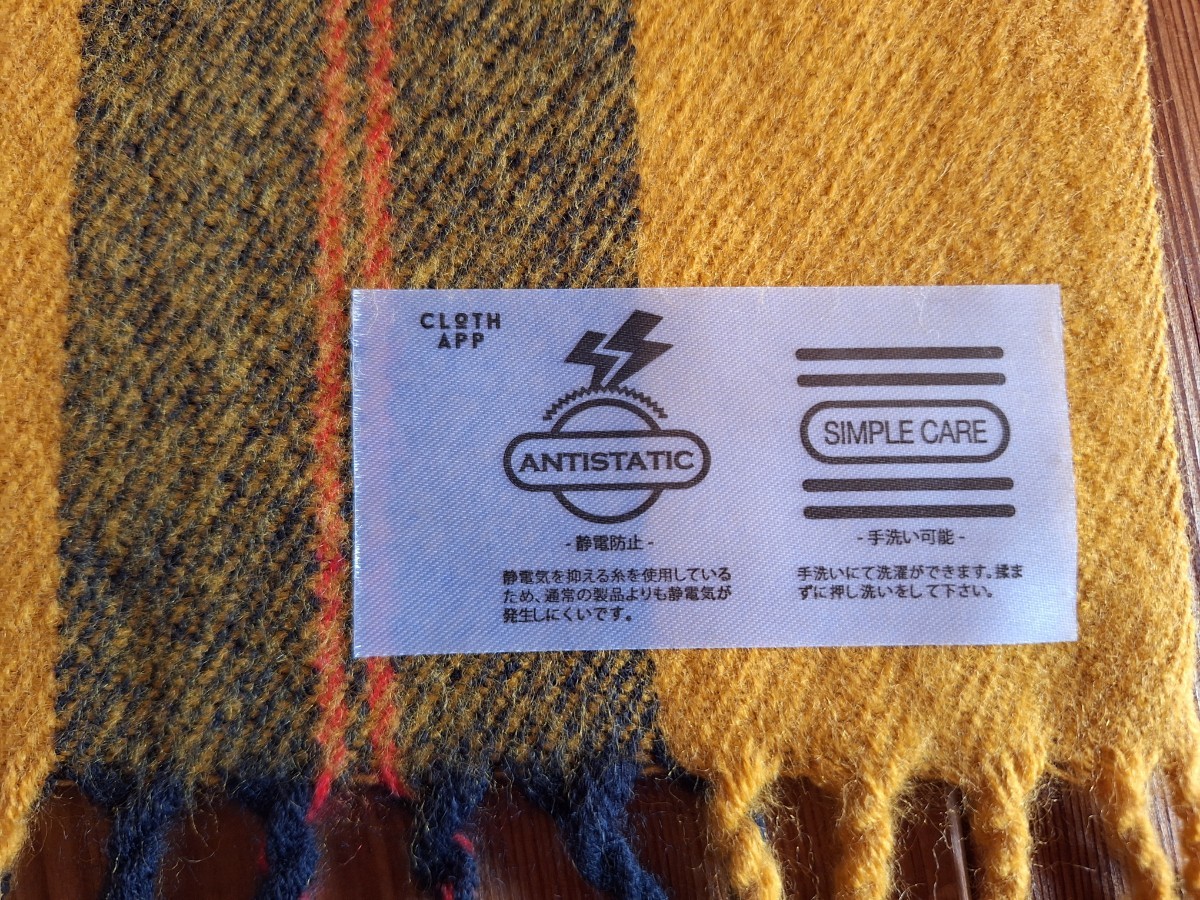 CLOTH
APP
ANTISTATIC
- 静電防止 -
静電気を抑える糸を使用している
ため、通常の製品よりも静電気が
発生しにくいです。
SIMPLE CARE
- 手洗い可能 -
手洗いにて洗濯ができます。揉ま
ずに押し洗いをして下さい。